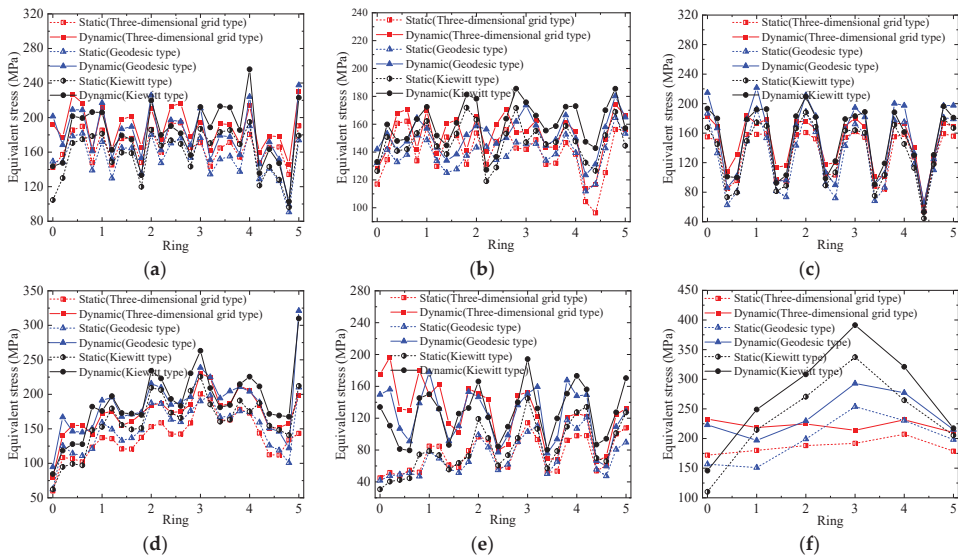 Equivalent stress (MPa)
320
280
240
200
160
120
80
Static(Three-dimensional grid type)
Dynamic(Three-dimensional grid type)
Static(Geodesic type)
Dynamic(Geodesic type)
Static(Kiewitt type)
Dynamic(Kiewitt type)
0 1 2 3 4 5
Ring
(a)
Equivalent stress (MPa)
240
220
200
180
160
140
120
100
Static(Three-dimensional grid type)
Dynamic(Three-dimensional grid type)
Static(Geodesic type)
Dynamic(Geodesic type)
Static(Kiewitt type)
Dynamic(Kiewitt type)
0 1 2 3 4 5
Ring
(b)
Equivalent stress (MPa)
320
280
240
200
160
120
80
40
Static(Three-dimensional grid type)
Dynamic(Three-dimensional grid type)
Static(Geodesic type)
Dynamic(Geodesic type)
Static(Kiewitt type)
Dynamic(Kiewitt type)
0 1 2 3 4 5
Ring
(c)
Equivalent stress (MPa)
350
300
250
200
150
100
50
Static(Three-dimensional grid type)
Dynamic(Three-dimensional grid type)
Static(Geodesic type)
Dynamic(Geodesic type)
Static(Kiewitt type)
Dynamic(Kiewitt type)
0 1 2 3 4 5
Ring
(d)
Equivalent stress (MPa)
280
240
200
160
120
80
40
Static(Three-dimensional grid type)
Dynamic(Three-dimensional grid type)
Static(Geodesic type)
Dynamic(Geodesic type)
Static(Kiewitt type)
Dynamic(Kiewitt type)
0 1 2 3 4 5
Ring
(e)
Equivalent stress (MPa)
450
400
350
300
250
200
150
100
Static(Three-dimensional grid type)
Dynamic(Three-dimensional grid type)
Static(Geodesic type)
Dynamic(Geodesic type)
Static(Kiewitt type)
Dynamic(Kiewitt type)
0 1 2 3 4 5
Ring
(f)